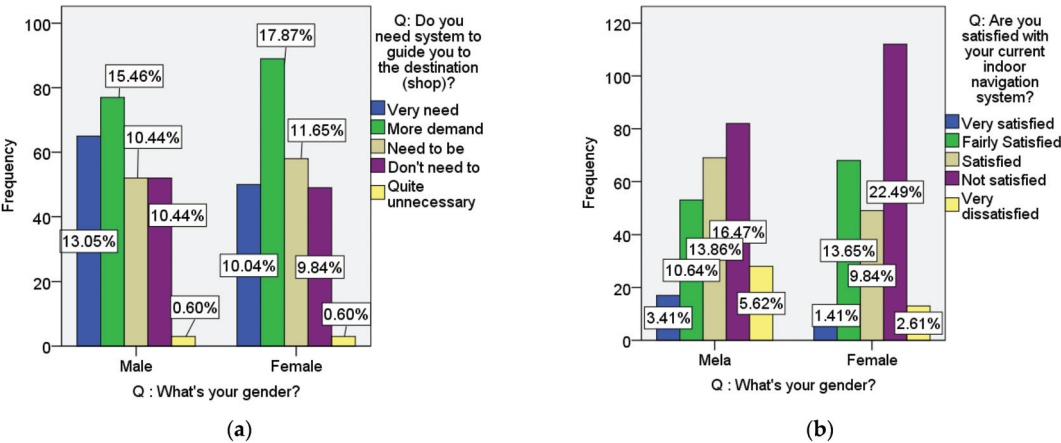 Q: Do you
need system to
guide you to
the destination
(shop)?
Very need
More demand
Need to be
Don't need to
Quite
unnecessary
Frequency
100
80
60
40
20
0
13.05%
15.46%
10.44%
10.44%
0.60%
10.04%
17.87%
11.65%
9.84%
0.60%
Male
Female
Q : What's your gender?
(a)
Q: Are you
satisfied with
your current
indoor
navigation
system?
Very satisfied
Fairly Satisfied
Satisfied
Not satisfied
Very
dissatisfied
Frequency
120
100
80
60
40
20
0
3.41%
10.64%
13.86%
16.47%
5.62%
1.41%
13.65%
9.84%
22.49%
2.61%
Mela
Female
Q : What's your gender?
(b)